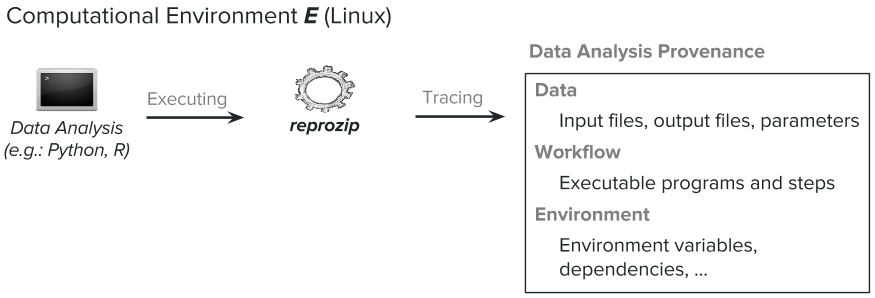 Computational Environment E (Linux)
Data Analysis Provenance
>
Data Analysis
(e.g.: Python, R)
Executing
reprozip
Tracing
Data
Input files, output files, parameters
Workflow
Executable programs and steps
Environment
Environment variables,
dependencies, ...